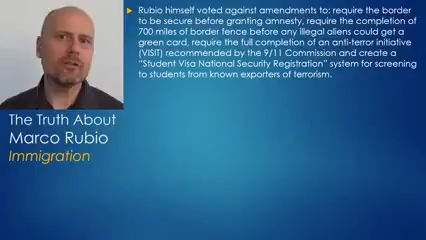 Rubio himself voted against amendments to: require the border
to be secure before granting amnesty, require the completion of
700 miles of border fence before any illegal aliens could get a
green card, require the full completion of an anti-terror initiative
(VISIT) recommended by the 9/11 Commission and create a
“Student Visa National Security Registration” system for screening
to students from known exporters of terrorism.
The Truth About
Marco Rubio
Immigration